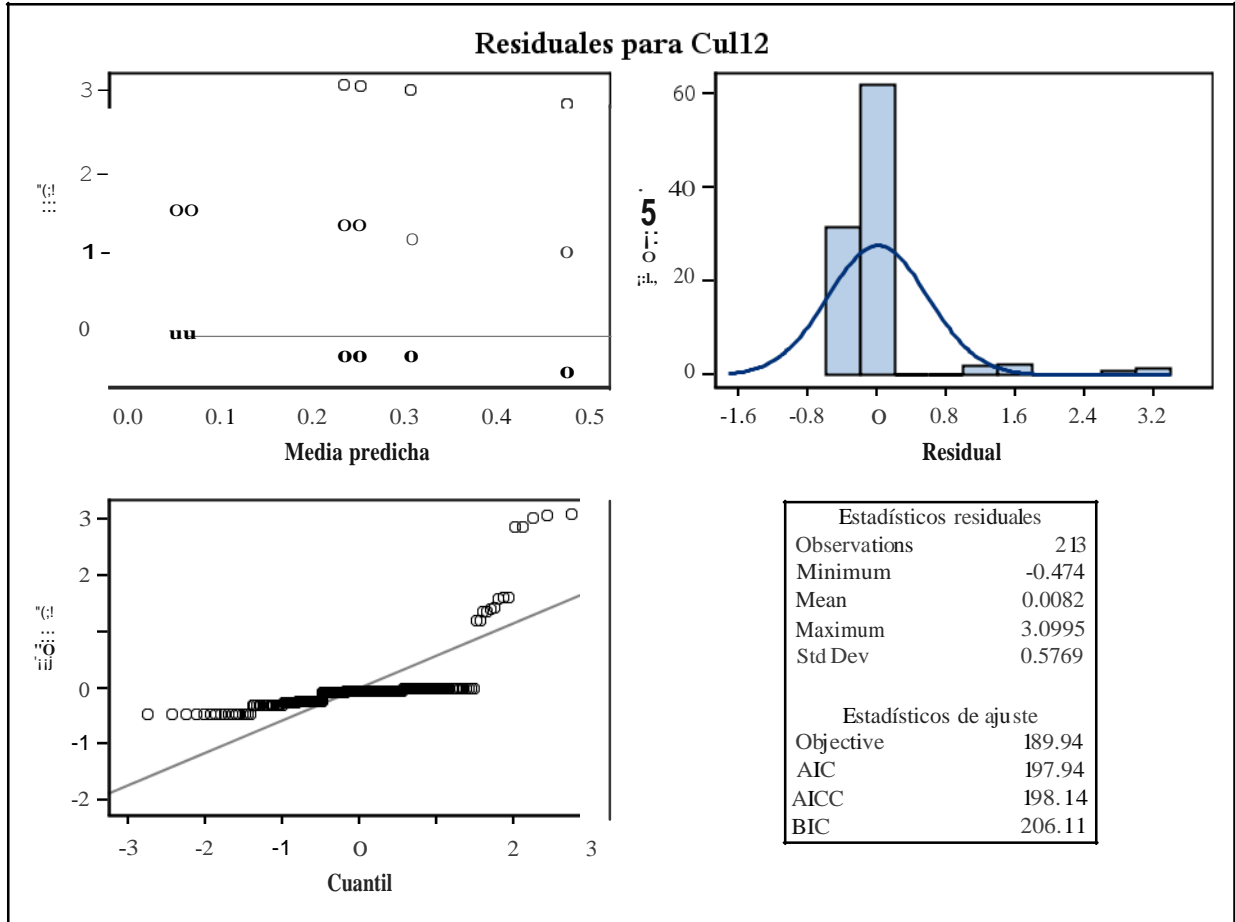 Residuales para Cul12
3
2
1
0
0.0 0.1 0.2 0.3 0.4 0.5
Media predicha
60
40
20
0
-1.6 -0.8 O 0.8 1.6 2.4 3.2
Residual
3
2
0
-1
-2
-3 -2 -1 O 2 3
Cuantil
Estadísticos residuales
Observations 213
Minimum -0.474
Mean 0.0082
Maximum 3.0995
Std Dev 0.5769
Estadísticos de ajuste
Objective 189.94
AIC 197.94
AICC 198.14
BIC 206.11